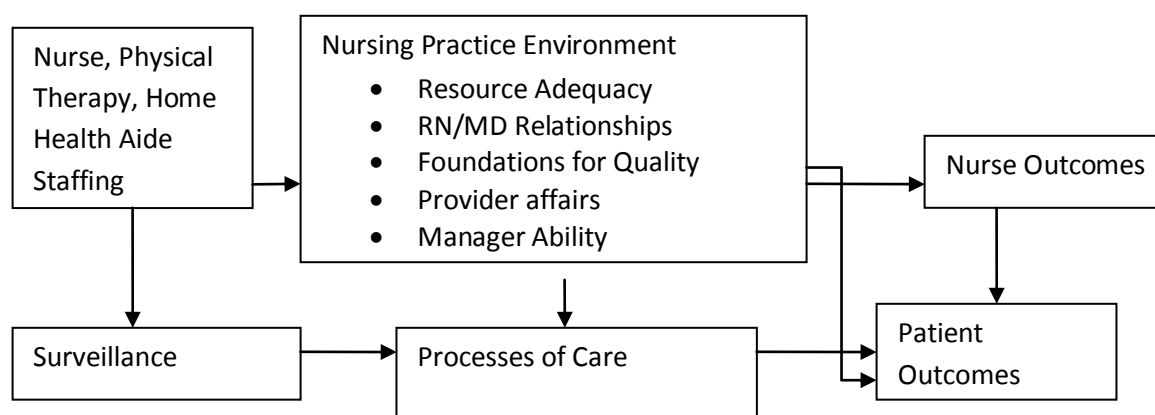 Nurse, Physical
Therapy, Home
Health Aide
Staffing
Nursing Practice Environment
• Resource Adequacy
• RN/MD Relationships
• Foundations for Quality
• Provider affairs
• Manager Ability
Nurse Outcomes
Surveillance
Processes of Care
Patient
Outcomes